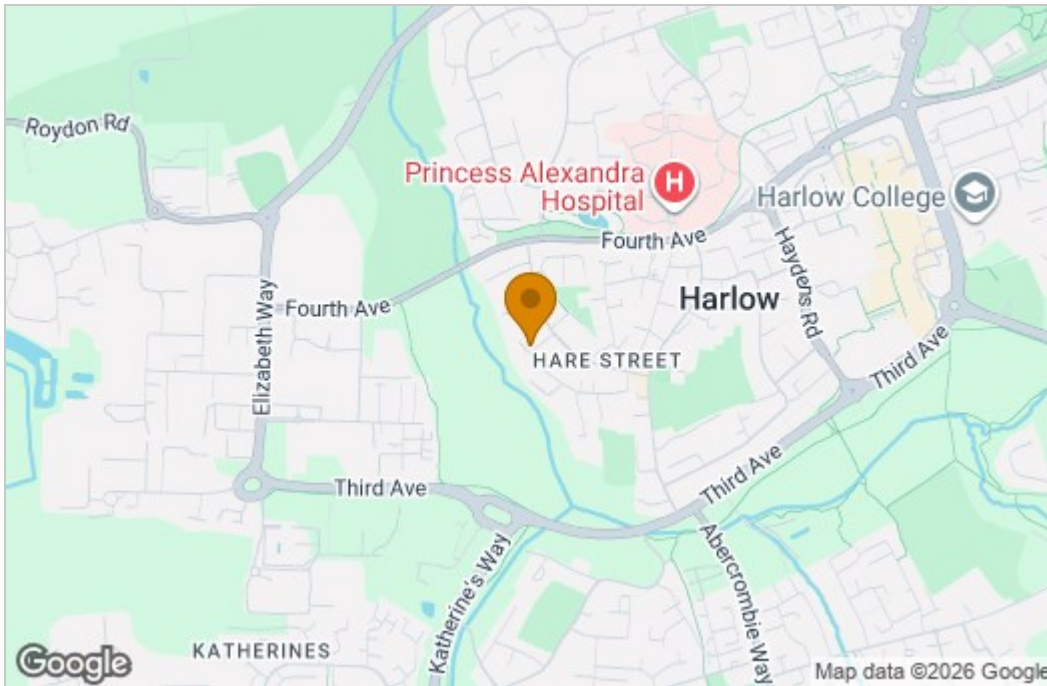 Roydon Rd
Princess Alexandra
Hospital
H
Harlow College
Fourth Ave
Haydens Rd
Elizabeth Way
Fourth Ave
Harlow
HARE STREET
Third Ave
Third Ave
Third Ave
Abercrombie Way
Katherine's Way
KATHERINES
Google
Map data ©2026 Google